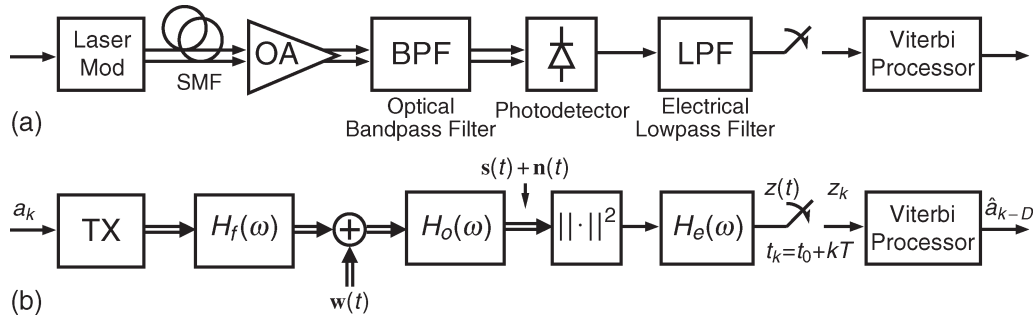 Laser
Mod
SMF
OA
BPF
Optical
Bandpass Filter
Photodetector
LPF
Electrical
Lowpass Filter
Viterbi
Processor
(a)
a_k
TX
H_f(ω)
+
w(t)
H_o(ω)
s(t) + n(t)
||·||²
H_e(ω)
z(t)
z_k
t_k=t_0+kT
Viterbi
Processor
â_{k−D}
(b)